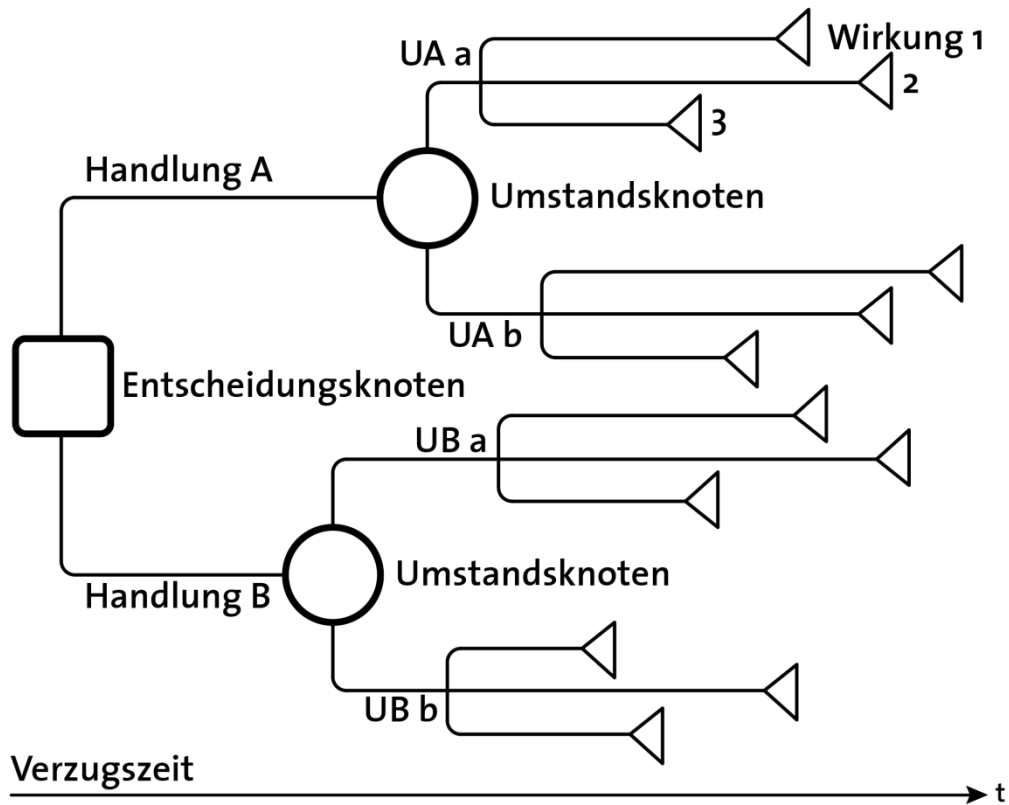 UA a
Wirkung 1
2
3
Handlung A
Umstandsknoten
UA b
Entscheidungsknoten
UB a
Umstandsknoten
Handlung B
UB b
Verzugszeit
t